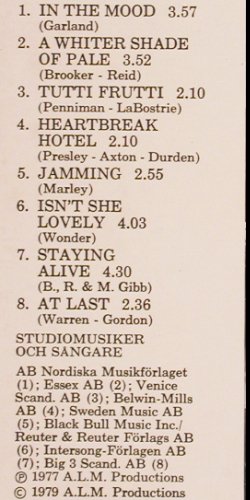 1. IN THE MOOD 3.57
(Garland)
2. A WHITER SHADE
OF PALE 3.52
(Brooker - Reid)
3. TUTTI FRUTTI 2.10
(Penniman - LaBostrie)
4. HEARTBREAK
HOTEL 2.10
(Presley - Axton - Durden)
5. JAMMING 2.55
(Marley)
6. ISN'T SHE
LOVELY 4.03
(Wonder)
7. STAYING
ALIVE 4.30
(B., R. & M. Gibb)
8. AT LAST 2.36
(Warren - Gordon)
STUDIOMUSIKER
OCH SÅNGARE
AB Nordiska Musikförlaget
(1); Essex AB (2); Venice
Scand. AB (3); Belwin-Mills
AB (4); Sweden Music AB
(5); Black Bull Music Inc./
Reuter & Reuter Förlags AB
(6); Intersong-Förlagen AB
(7); Big 3 Scand. AB (8)
℗ 1977 A.L.M. Productions
© 1979 A.L.M. Productions